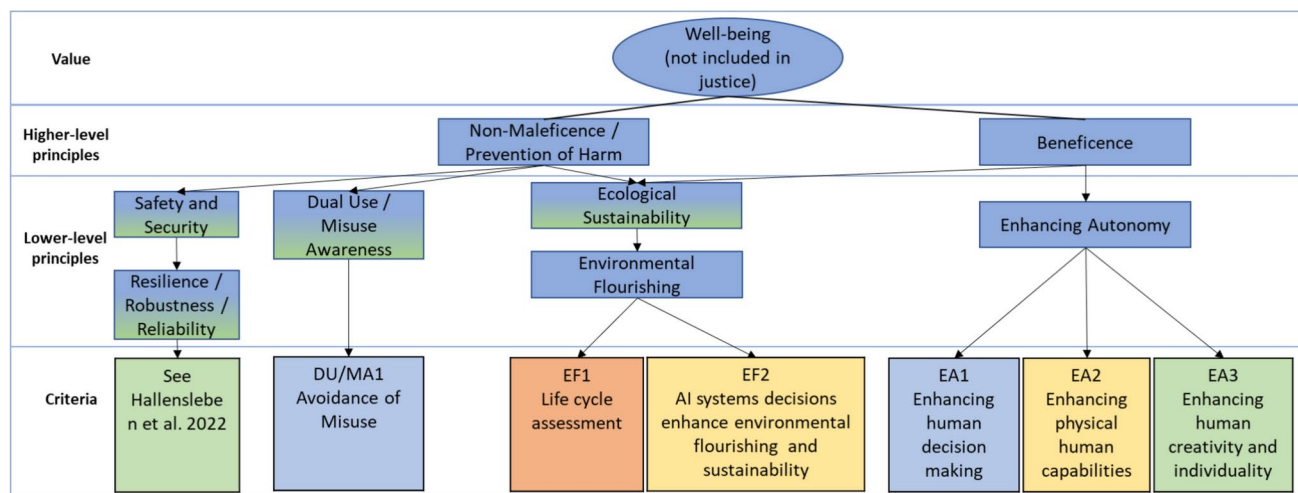 Value
Well-being
(not included in
justice)
Higher-level
principles
Non-Maleficence /
Prevention of Harm
Beneficence
Lower-level
principles
Safety and
Security
Dual Use /
Misuse
Awareness
Ecological
Sustainability
Enhancing Autonomy
Resilience /
Robustness /
Reliability
Environmental
Flourishing
Criteria
See
Hallenslebe
n et al. 2022
DU/MA1
Avoidance of
Misuse
EF1
Life cycle
assessment
EF2
AI systems decisions
enhance environmental
flourishing and
sustainability
EA1
Enhancing
human
decision
making
EA2
Enhancing
physical
human
capabilities
EA3
Enhancing
human
creativity and
individuality